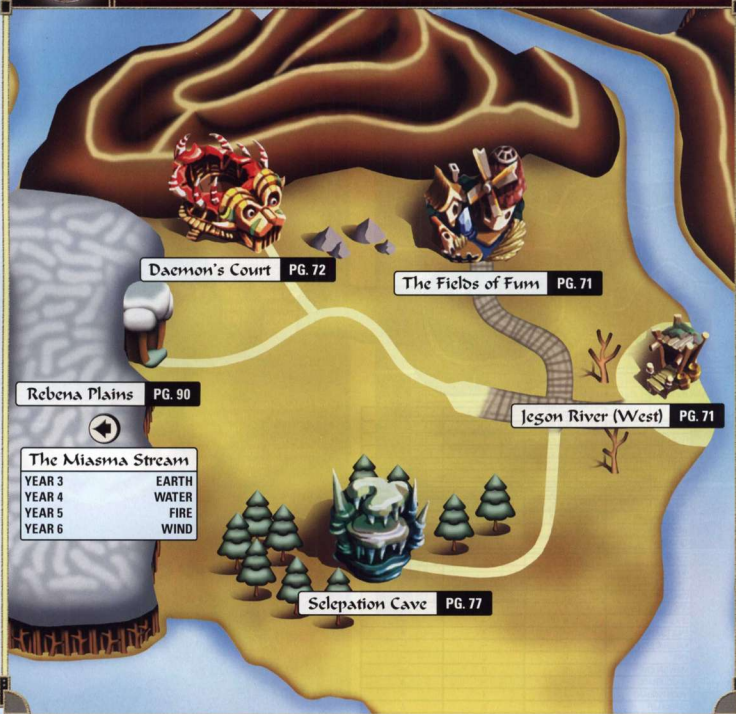 Daemon's Court PG. 72
The Fields of Fum PG. 71
Rebena Plains PG. 90
Jegon River (West) PG. 71
The Miasma Stream
YEAR 3 EARTH
YEAR 4 WATER
YEAR 5 FIRE
YEAR 6 WIND
Selepation Cave PG. 77